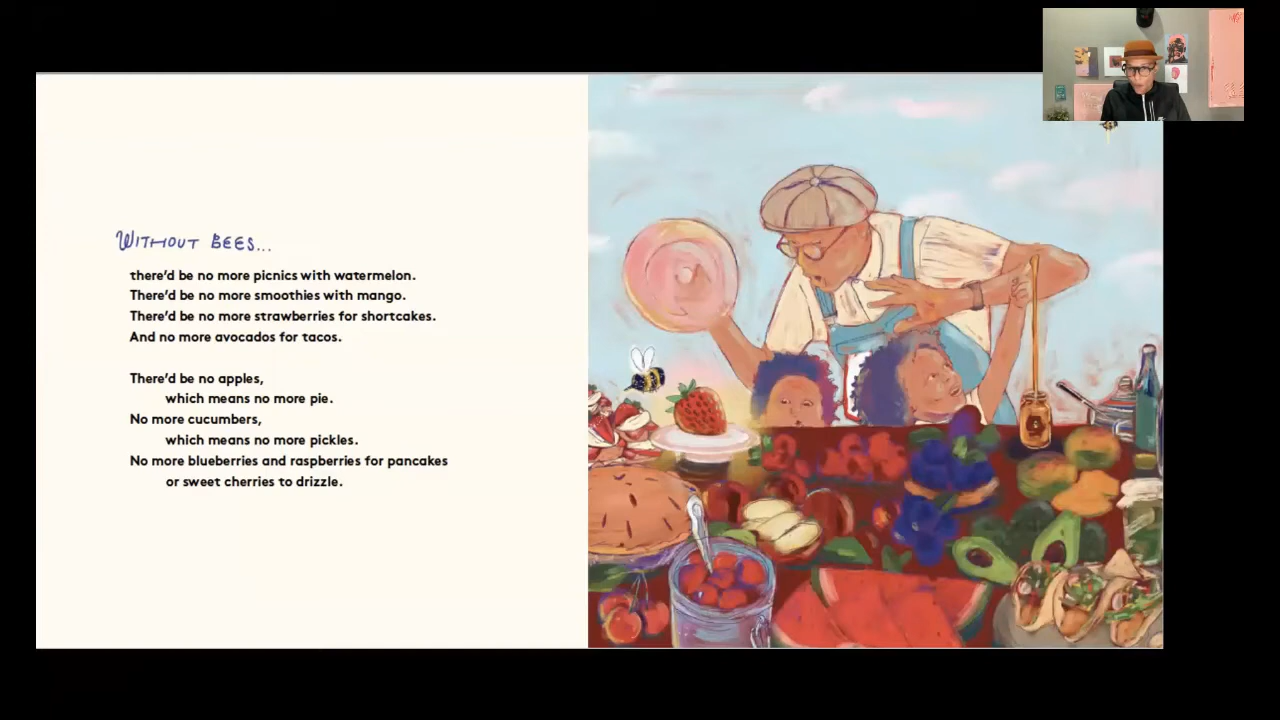 WITHOUT BEES...
there'd be no more picnics with watermelon.
There'd be no more smoothies with mango.
There'd be no more strawberries for shortcakes.
And no more avocados for tacos.
There'd be no apples,
which means no more pie.
No more cucumbers,
which means no more pickles.
No more blueberries and raspberries for pancakes
or sweet cherries to drizzle.